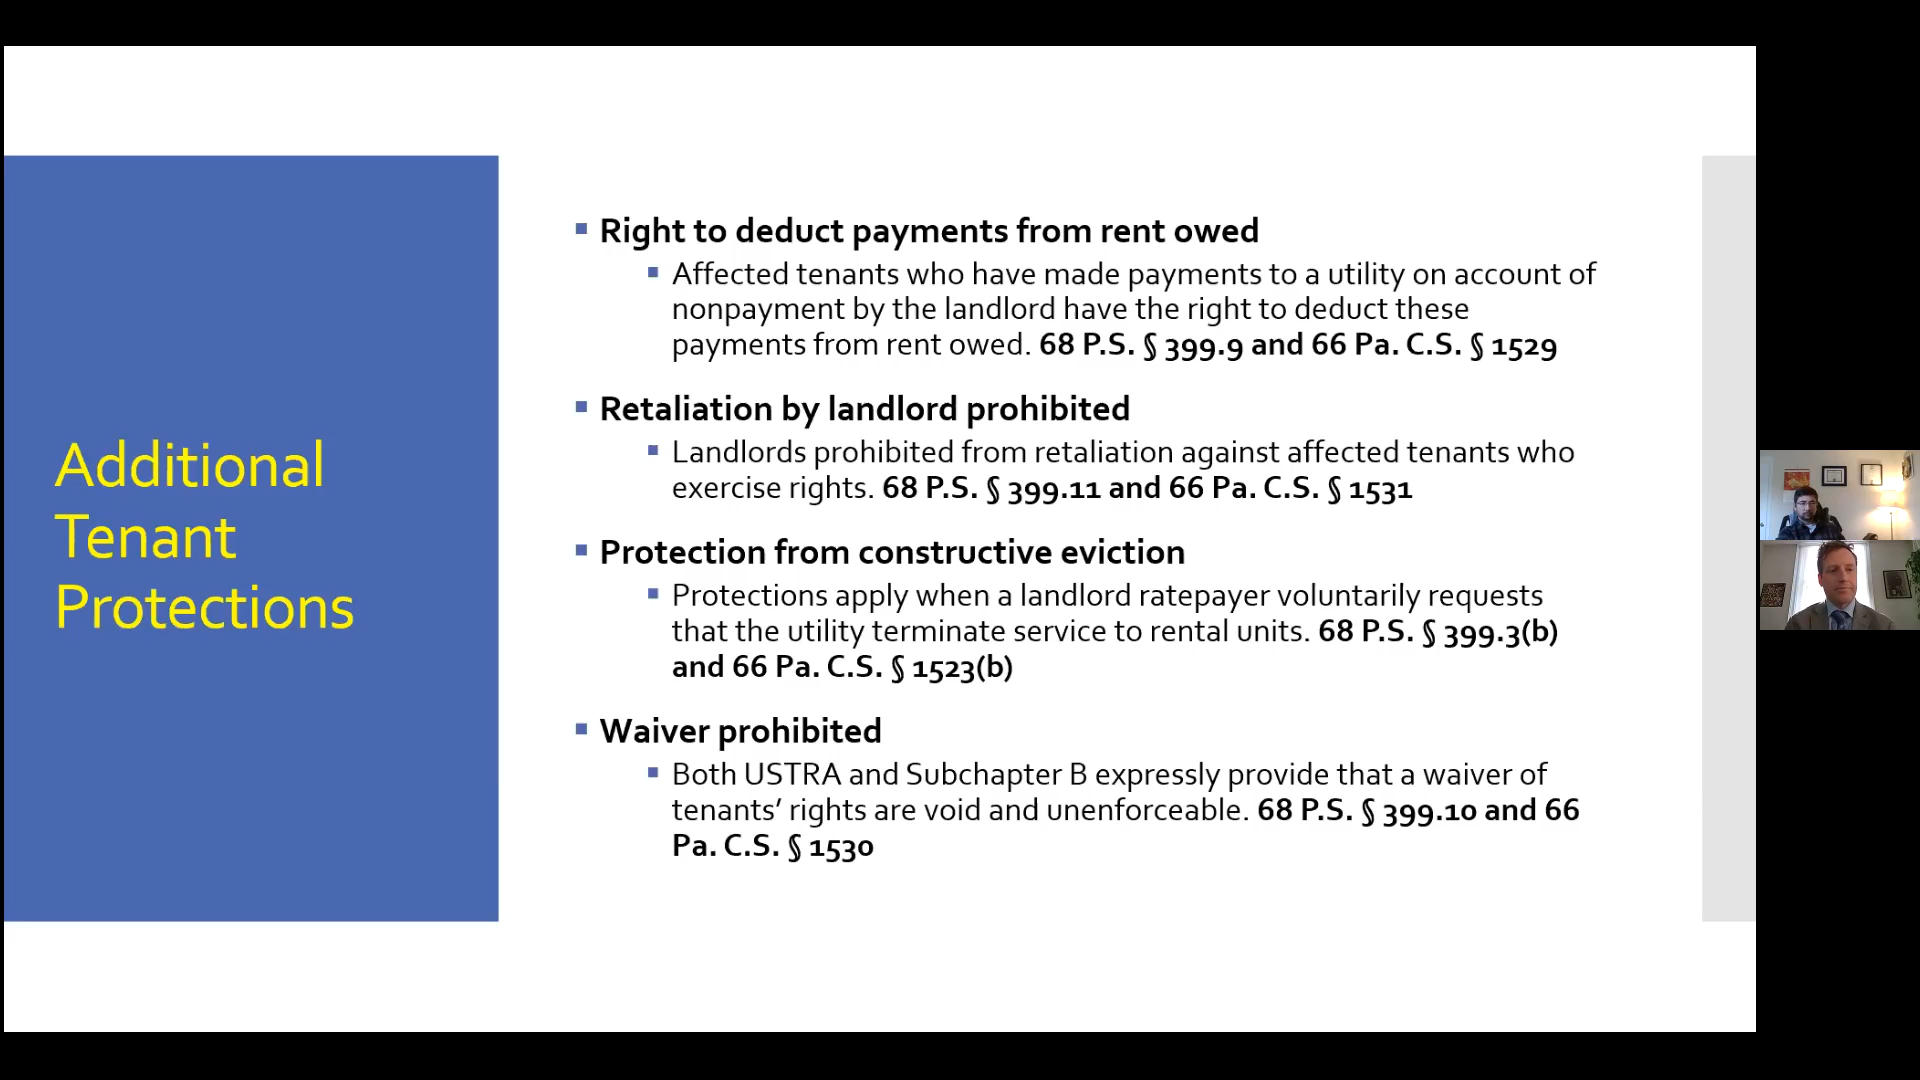 Additional
Tenant
Protections
Right to deduct payments from rent owed
Affected tenants who have made payments to a utility on account of
nonpayment by the landlord have the right to deduct these
payments from rent owed. 68 P.S. § 399.9 and 66 Pa. C.S. § 1529
Retaliation by landlord prohibited
Landlords prohibited from retaliation against affected tenants who
exercise rights. 68 P.S. § 399.11 and 66 Pa. C.S. § 1531
Protection from constructive eviction
Protections apply when a landlord ratepayer voluntarily requests
that the utility terminate service to rental units. 68 P.S. § 399.3(b)
and 66 Pa. C.S. § 1523(b)
Waiver prohibited
Both USTRA and Subchapter B expressly provide that a waiver of
tenants’ rights are void and unenforceable. 68 P.S. § 399.10 and 66
Pa. C.S. § 1530